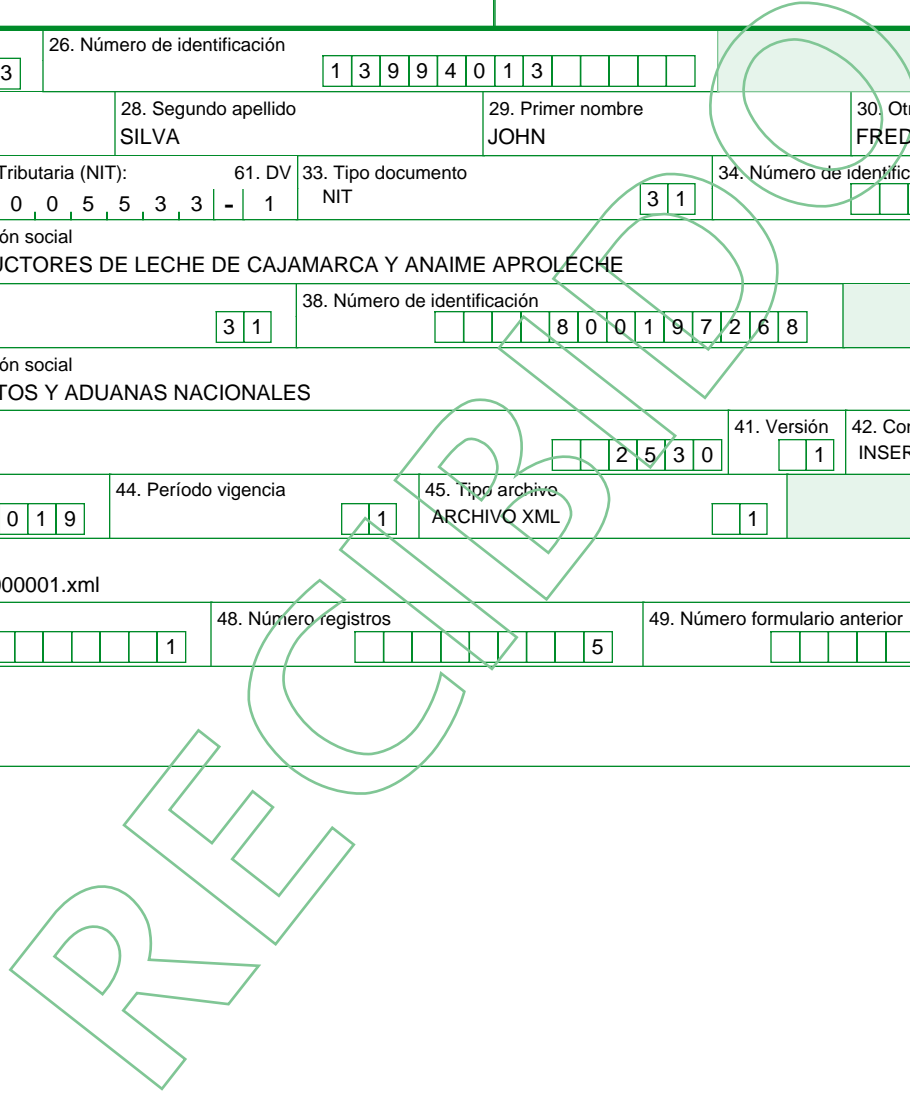 26. Número de identificación
3 1 3 9 9 4 0 1 3
28. Segundo apellido 29. Primer nombre 30. Otr
SILVA JOHN FRED
Tributaria (NIT): 61. DV 33. Tipo documento 34. Número de identific
0 0 5 5 3 3 - 1 NIT 3 1
ón social
UCTORES DE LECHE DE CAJAMARCA Y ANAIME APROLECHE
38. Número de identificación
3 1 8 0 0 1 9 7 2 6 8
ón social
TOS Y ADUANAS NACIONALES
41. Versión 42. Con
2 5 3 0 1 INSER
44. Período vigencia 45. Tipo archivo
0 1 9 1 ARCHIVO XML 1
000001.xml
48. Número registros 49. Número formulario anterior
1 5
RECIBIDO